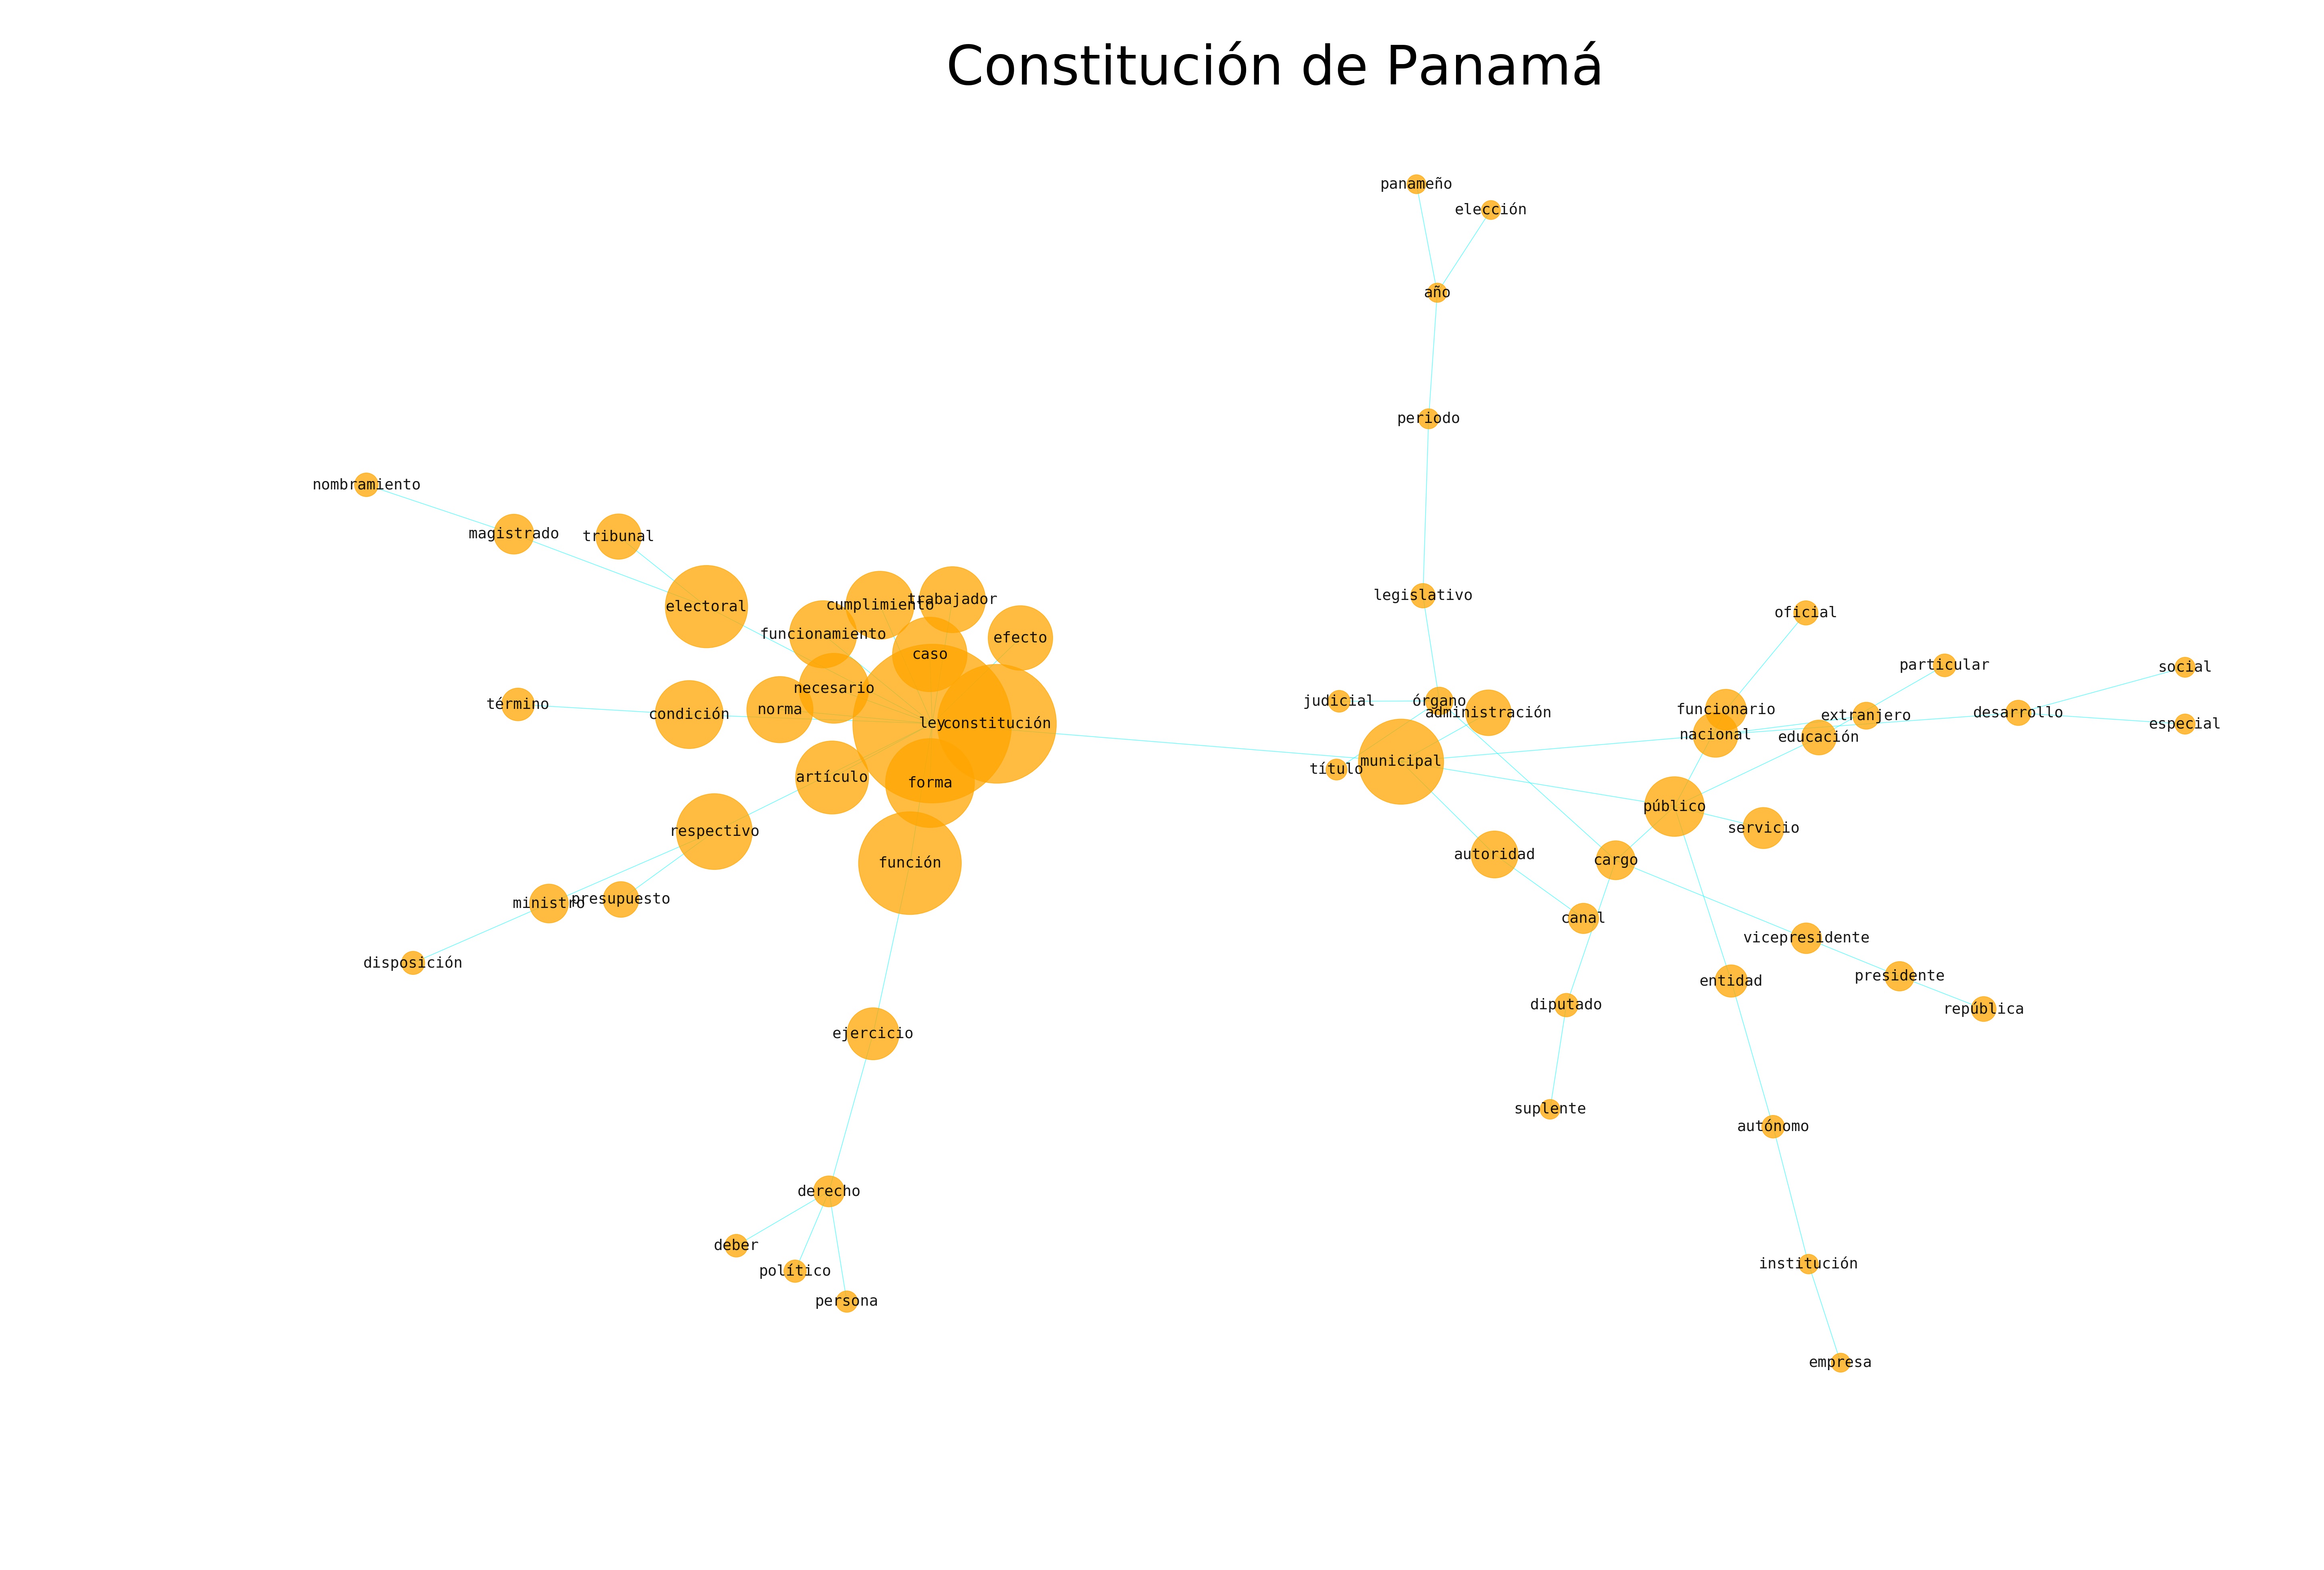 Constitución de Panamá
panameño
elección
año
periodo
nombramiento
magistrado
tribunal
legislativo
trabajador
cumplimiento
electoral
oficial
funcionamiento
efecto
caso
particular
social
necesario
judicial
órgano
término
norma
condición
funcionario
administración
desarrollo
extranjero
ley
constitución
especial
nacional
educación
municipal
título
artículo
forma
público
servicio
respectivo
autoridad
cargo
función
presupuesto
ministro
canal
vicepresidente
disposición
presidente
entidad
diputado
república
ejercicio
suplente
autónomo
derecho
deber
institución
político
persona
empresa